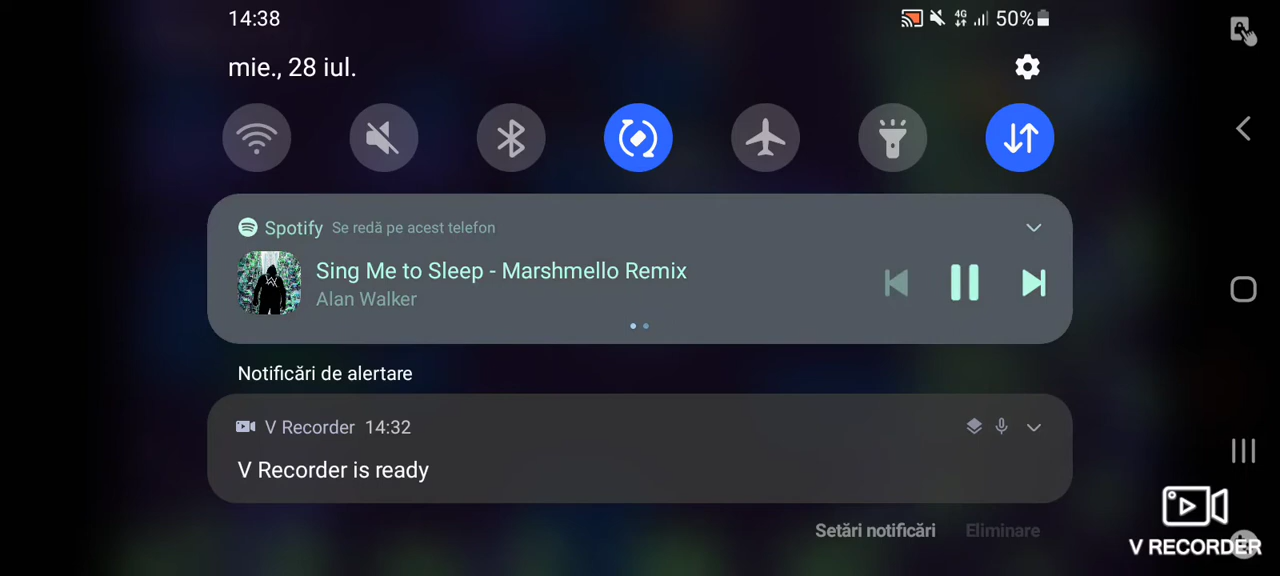 14:38
4G
50%
mie., 28 iul.
Spotify Se redă pe acest telefon
Sing Me to Sleep - Marshmello Remix
Alan Walker
Notificări de alertare
V Recorder 14:32
V Recorder is ready
Setări notificări Eliminare
V RECORDER